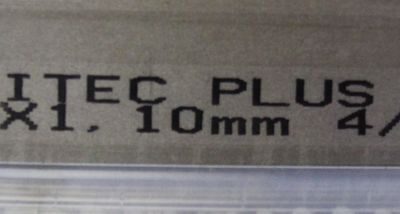 ITEC PLUS
X1, 10mm 4/